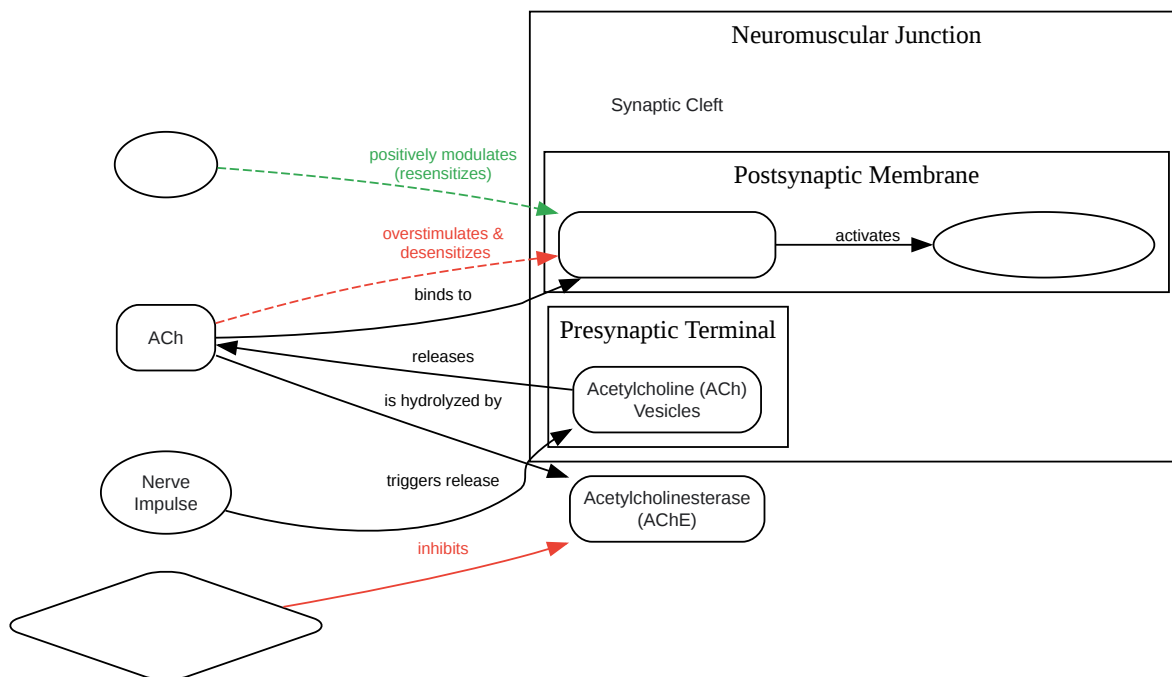 Neuromuscular Junction
Synaptic Cleft
positively modulates
(resensitizes)
Postsynaptic Membrane
overstimulates &
desensitizes
activates
binds to
ACh
Presynaptic Terminal
releases
Acetylcholine (ACh)
Vesicles
is hydrolyzed by
Nerve
Impulse
triggers release
Acetylcholinesterase
(AChE)
inhibits